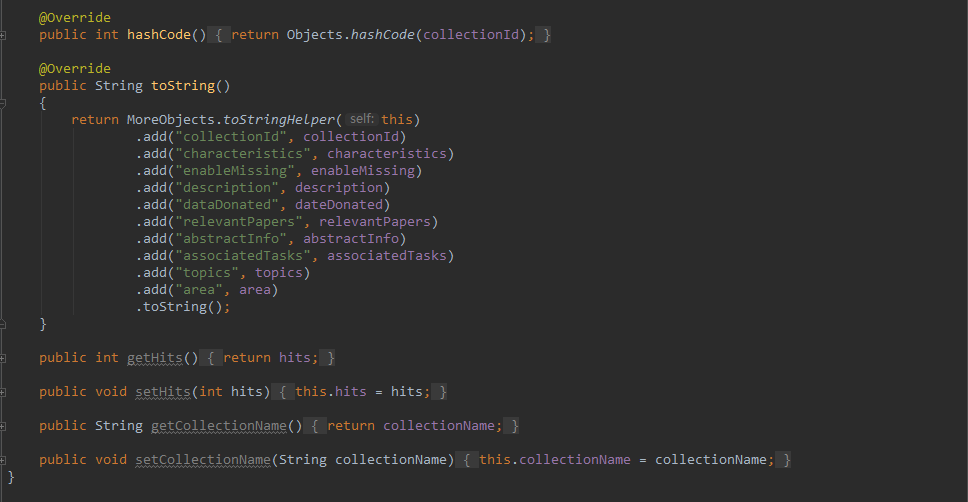 @Override
public int hashCode() { return Objects.hashCode(collectionId); }
@Override
public String toString()
{
return MoreObjects.toStringHelper( self: this)
.add("collectionId", collectionId)
.add("characteristics", characteristics)
.add("enableMissing", enableMissing)
.add("description", description)
.add("dataDonated", dateDonated)
.add("relevantPapers", relevantPapers)
.add("abstractInfo", abstractInfo)
.add("associatedTasks", associatedTasks)
.add("topics", topics)
.add("area", area)
.toString();
}
public int getHits() { return hits; }
public void setHits(int hits) { this.hits = hits; }
public String getCollectionName() { return collectionName; }
public void setCollectionName(String collectionName) { this.collectionName = collectionName; }
}